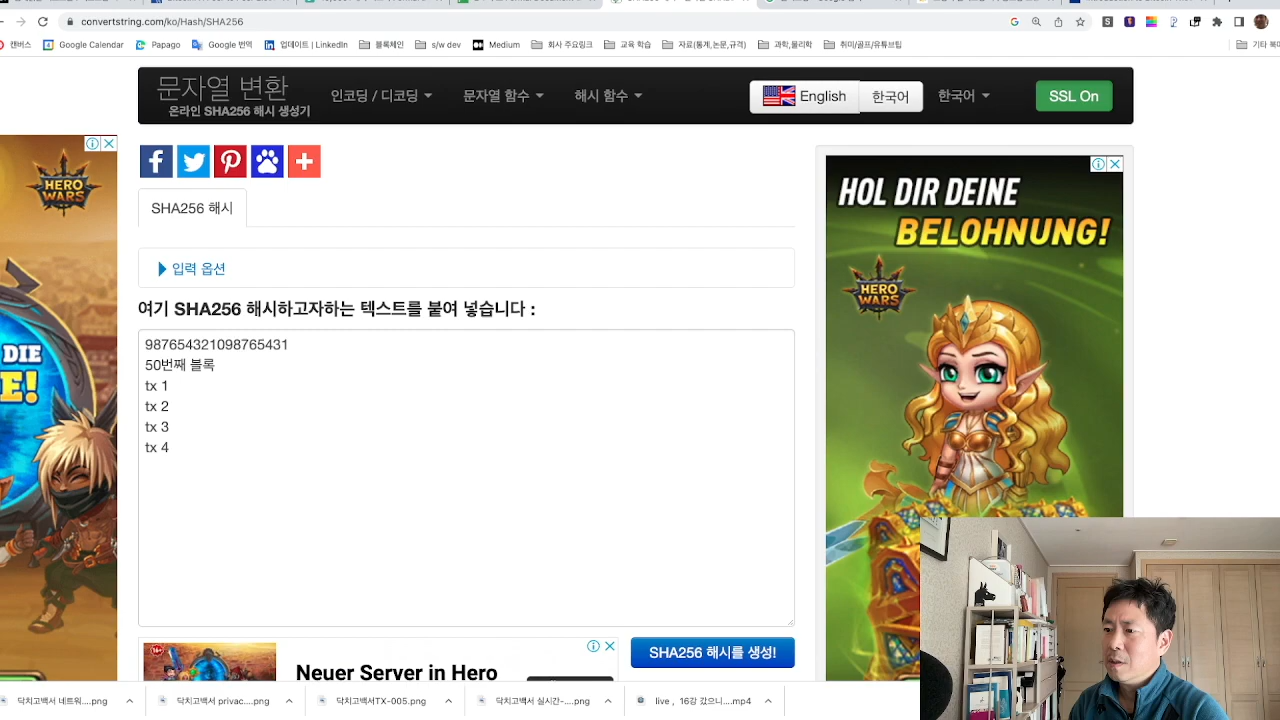 convertstring.com/ko/Hash/SHA256
캔버스
Google Calendar
Papago
Google 번역
업데이트 | LinkedIn
블록체인
s/w dev
Medium
회사 주요링크
교육 학습
자료(통계,논문,규격)
과학,물리학
취미/골프/유튜브팁
기타 북마
문자열 변환
온라인 SHA256 해시 생성기
인코딩 / 디코딩
문자열 함수
해시 함수
English
한국어
한국어
SSL On
HERO
WARS
SHA256 해시
입력 옵션
여기 SHA256 해시하고자하는 텍스트를 붙여 넣습니다 :
987654321098765431
50번째 블록
tx 1
tx 2
tx 3
tx 4
DIE
E!
HOL DIR DEINE
BELOHNUNG!
HERO
WARS
16+
Neuer Server in Hero
SHA256 해시를 생성!
닥치고백서 네트워....png
닥치고백서 privac....png
닥치고백서TX-005.png
닥치고백서 실시간-....png
live , 16강 갔으니....mp4